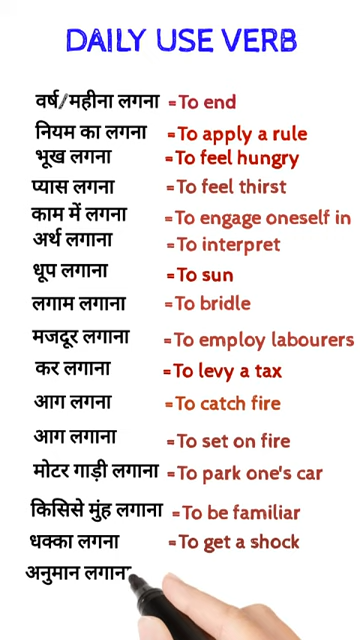 DAILY USE VERB
वर्ष/महीना लगना = To end
नियम का लगना = To apply a rule
भूख लगना = To feel hungry
प्यास लगना = To feel thirst
काम में लगना = To engage oneself in
अर्थ लगाना = To interpret
धूप लगाना = To sun
लगाम लगाना = To bridle
मजदूर लगाना = To employ labourers
कर लगाना = To levy a tax
आग लगना = To catch fire
आग लगाना = To set on fire
मोटर गाड़ी लगाना = To park one's car
किसिसे मुंह लगाना = To be familiar
धक्का लगना = To get a shock
अनुमान लगाना